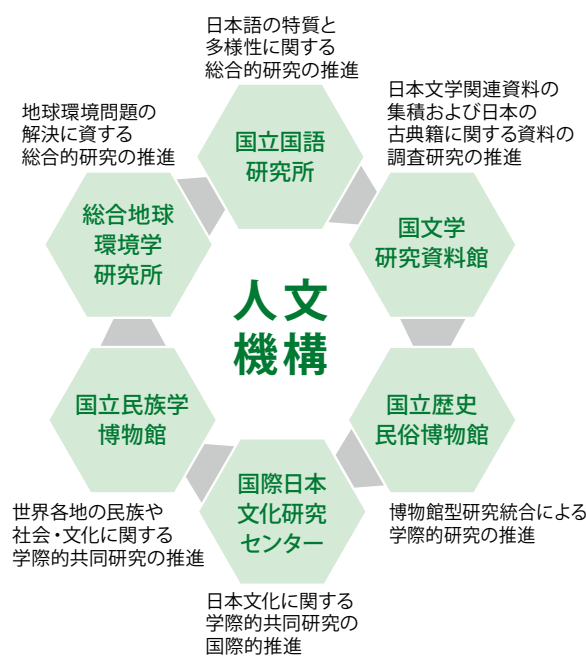 日本語の特質と
多様性に関する
総合的研究の推進
国立国語
研究所
日本文学関連資料の
集積および日本の
古典籍に関する資料の
調査研究の推進
国文学
研究資料館
地球環境問題の
解決に資する
総合的研究の推進
総合地球
環境学
研究所
人文
機構
国立民族学
博物館
世界各地の民族や
社会・文化に関する
学際的共同研究の推進
国立歴史
民俗博物館
博物館型研究統合による
学際的研究の推進
国際日本
文化研究
センター
日本文化に関する
学際的共同研究の
国際的推進